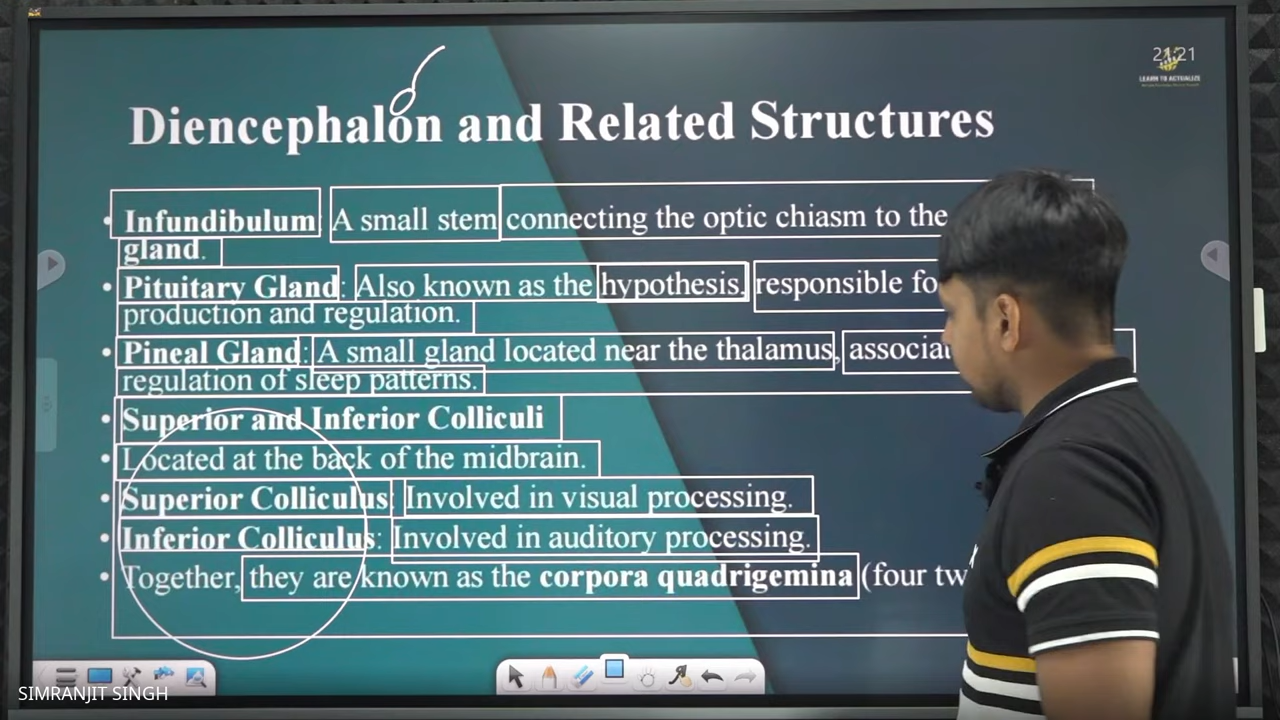 21:21
LEARN TO ACTUALIZE
Diencephalon and Related Structures
• Infundibulum A small stem connecting the optic chiasm to the
gland.
• Pituitary Gland: Also known as the hypothesis, responsible fo
production and regulation.
• Pineal Gland: A small gland located near the thalamus, associat
regulation of sleep patterns.
• Superior and Inferior Colliculi
• Located at the back of the midbrain.
• Superior Colliculus: Involved in visual processing.
• Inferior Colliculus: Involved in auditory processing.
• Together, they are known as the corpora quadrigemina (four tw
SIMRANJIT SINGH